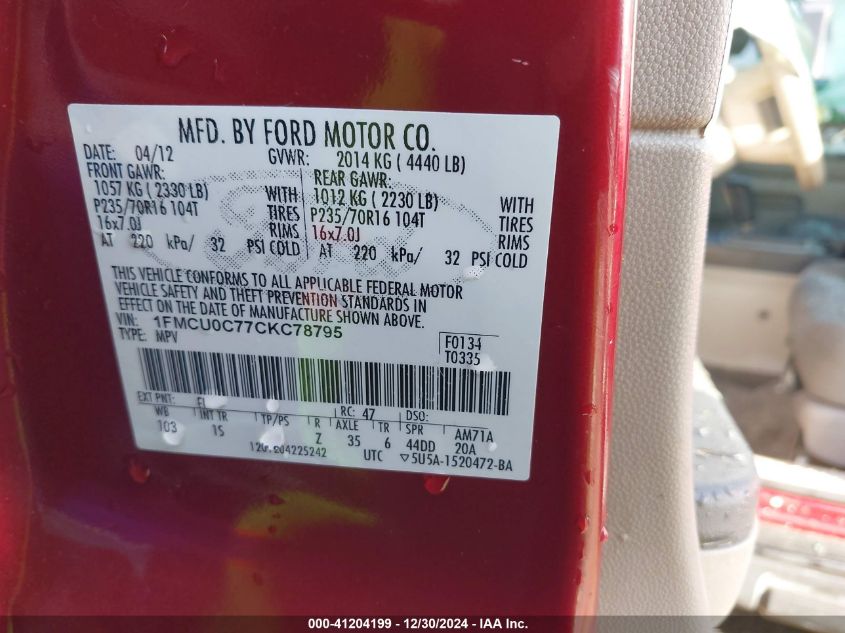 MFD. BY FORD MOTOR CO.
DATE: 04/12 GVWR: 2014 KG ( 4440 LB)
FRONT GAWR: REAR GAWR:
1057 KG ( 2330 LB) WITH 1012 KG ( 2230 LB) WITH
P235/70R16 104T TIRES P235/70R16 104T TIRES
16x7.0J RIMS 16x7.0J RIMS
AT 220 kPa/ 32 PSI COLD AT 220 kPa/ 32 PSI COLD
THIS VEHICLE CONFORMS TO ALL APPLICABLE FEDERAL MOTOR
VEHICLE SAFETY AND THEFT PREVENTION STANDARDS IN
EFFECT ON THE DATE OF MANUFACTURE SHOWN ABOVE.
VIN: 1FMCU0C77CKC78795
TYPE: MPV
F0134
T0335
EXT PNT: RC: 47 DSO:
WB INT TR TP/PS R AXLE TR SPR AM71A
103 15 Z 35 6 44DD 20A
UTC 5U5A-1520472-BA
000-41204199 - 12/30/2024 - IAA Inc.